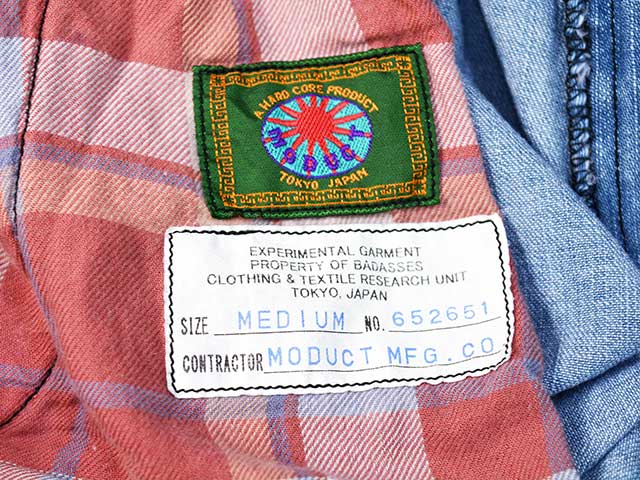 A HARD CORE PRODUCT
MODUCT
TOKYO JAPAN
EXPERIMENTAL GARMENT
PROPERTY OF BADASSES
CLOTHING & TEXTILE RESEARCH UNIT
TOKYO, JAPAN
SIZE MEDIUM NO. 652651
CONTRACTOR MODUCT MFG. CO